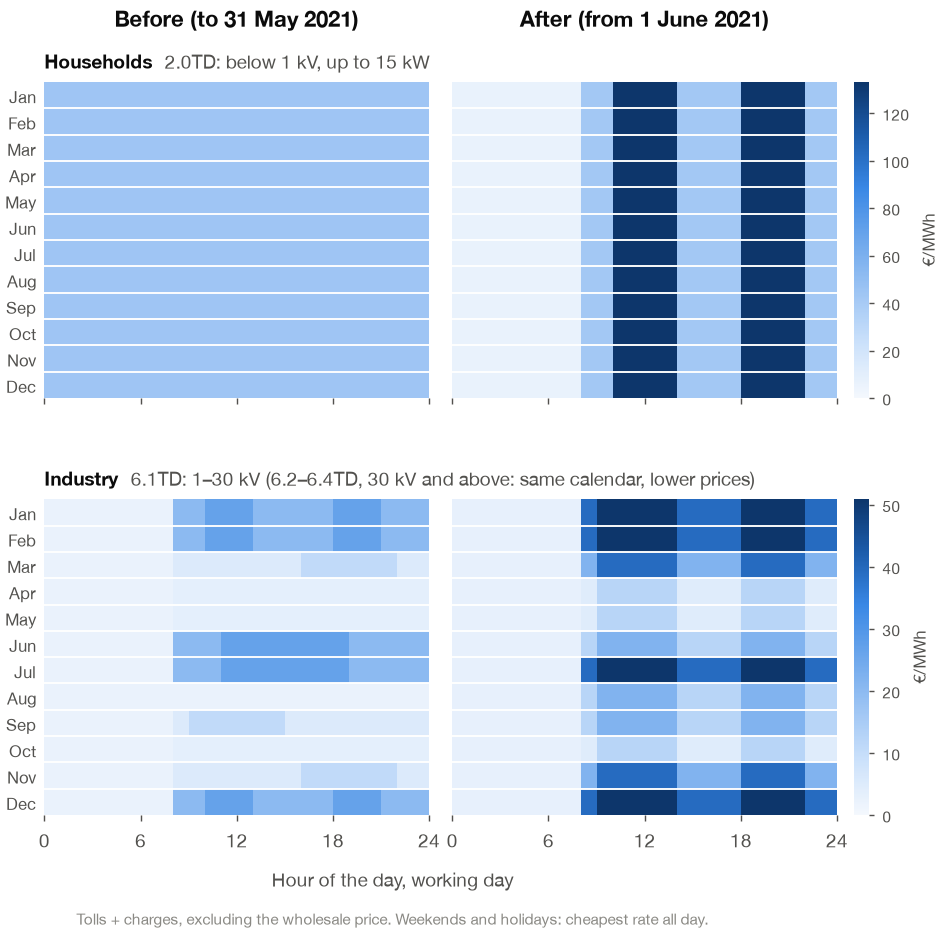 Before (to 31 May 2021)
After (from 1 June 2021)
Households 2.0TD: below 1 kV, up to 15 kW
Jan
Feb
Mar
Apr
May
Jun
Jul
Aug
Sep
Oct
Nov
Dec
120
100
80
60
40
20
0
€/MWh
Industry 6.1TD: 1–30 kV (6.2–6.4TD, 30 kV and above: same calendar, lower prices)
Jan
Feb
Mar
Apr
May
Jun
Jul
Aug
Sep
Oct
Nov
Dec
50
40
30
20
10
0
€/MWh
0 6 12 18 24 0 6 12 18 24
Hour of the day, working day
Tolls + charges, excluding the wholesale price. Weekends and holidays: cheapest rate all day.